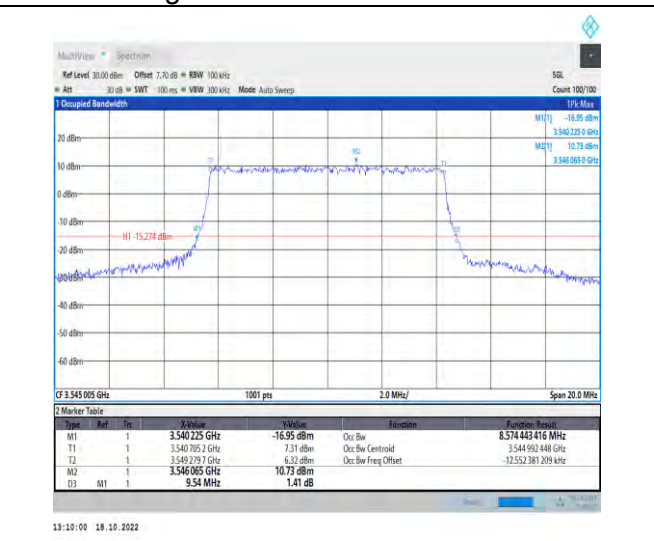 MultiView Spectrum
Ref Level 30.00 dBm Offset 7.70 dB RBW 100 kHz SGL
Att 30 dB SWT 100 ms VBW 300 kHz Mode Auto Sweep Count 100/100
1 Occupied Bandwidth 1Pk Max
M1[1] -16.95 dBm
3.540 225 0 GHz
M2[1] 10.73 dBm
3.546 065 0 GHz
20 dBm
M2
T1 T2
10 dBm
0 dBm
-10 dBm
H1 -15.274 dBm
-20 dBm
-30 dBm
-40 dBm
-50 dBm
-60 dBm
CF 3.545 005 GHz 1001 pts 2.0 MHz/ Span 20.0 MHz
2 Marker Table
Type Ref Trc X-Value Y-Value Function Function Result
M1 1 3.540 225 GHz -16.95 dBm Occ Bw 8.574 443 416 MHz
T1 1 3.540 705 2 GHz 7.31 dBm Occ Bw Centroid 3.544 992 448 GHz
T2 1 3.549 279 7 GHz 6.32 dBm Occ Bw Freq Offset -12.552 381 209 kHz
M2 1 3.546 065 GHz 10.73 dBm
D3 M1 1 9.54 MHz 1.41 dB
13:10:00 18.10.2022